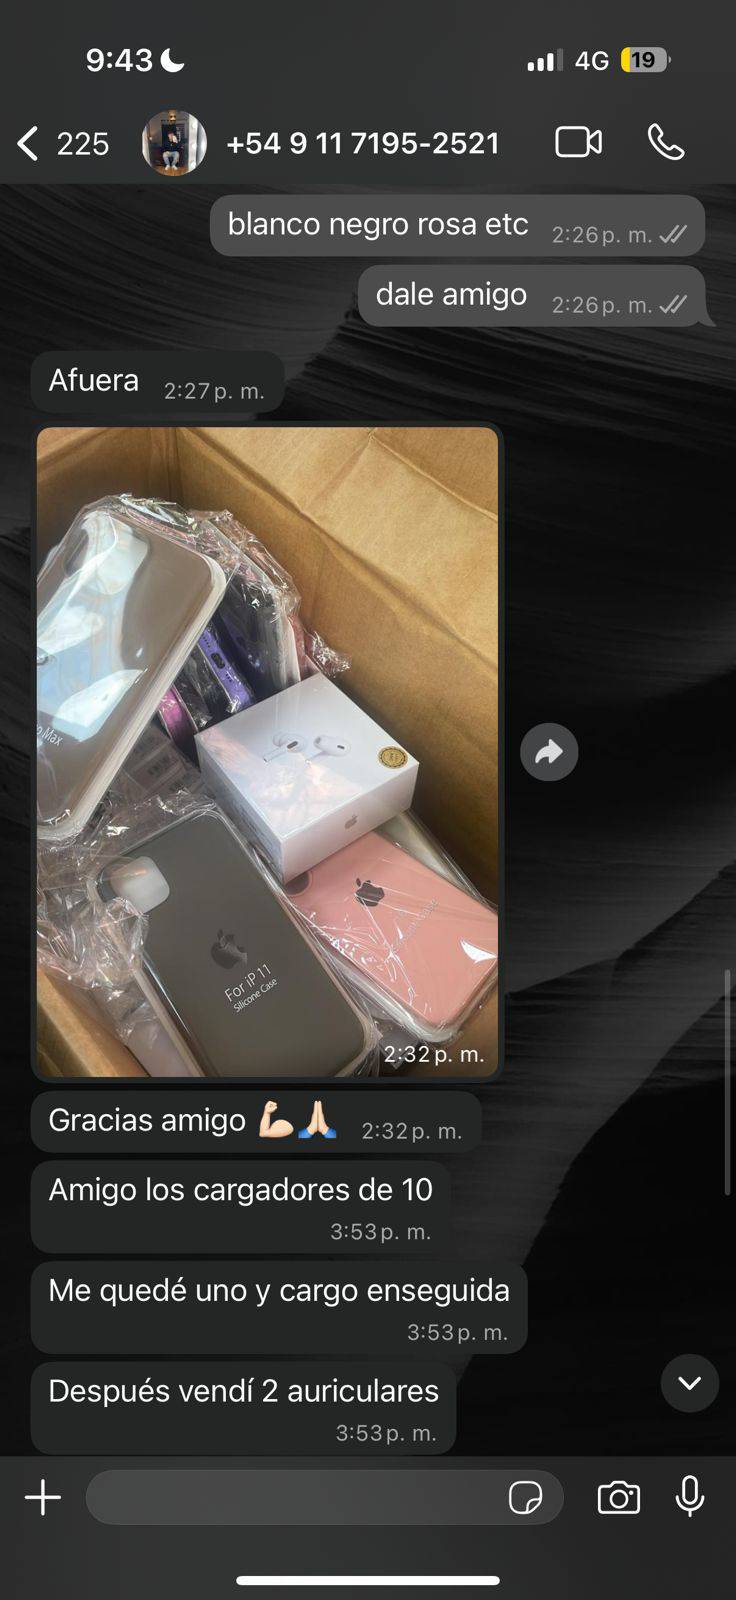 9:43
4G
19
225
+54 9 11 7195-2521
blanco negro rosa etc 2:26 p. m.
dale amigo 2:26 p. m.
Afuera 2:27 p. m.
Max
For iP 11
Silicone Case
2:32 p. m.
Gracias amigo 💪🏻🙏🏻 2:32 p. m.
Amigo los cargadores de 10
3:53 p. m.
Me quedé uno y cargo enseguida
3:53 p. m.
Después vendí 2 auriculares
3:53 p. m.